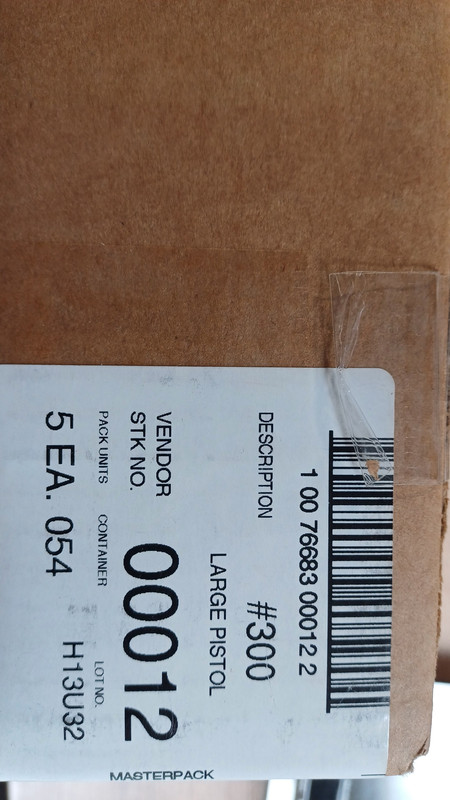 1 00 76683 00012 2
DESCRIPTION #300
LARGE PISTOL
VENDOR
STK NO. 00012
PACK UNITS CONTAINER LOT NO.
5 EA. 054 H13U32
MASTERPACK